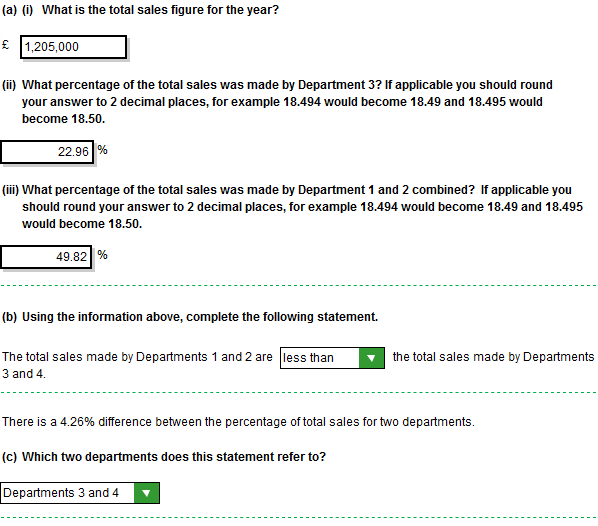 (a) (i) What is the total sales figure for the year?
£ 1,205,000
(ii) What percentage of the total sales was made by Department 3? If applicable you should round
your answer to 2 decimal places, for example 18.494 would become 18.49 and 18.495 would
become 18.50.
22.96 %
(iii) What percentage of the total sales was made by Department 1 and 2 combined? If applicable you
should round your answer to 2 decimal places, for example 18.494 would become 18.49 and 18.495
would become 18.50.
49.82 %
(b) Using the information above, complete the following statement.
The total sales made by Departments 1 and 2 are less than the total sales made by Departments
3 and 4.
There is a 4.26% difference between the percentage of total sales for two departments.
(c) Which two departments does this statement refer to?
Departments 3 and 4